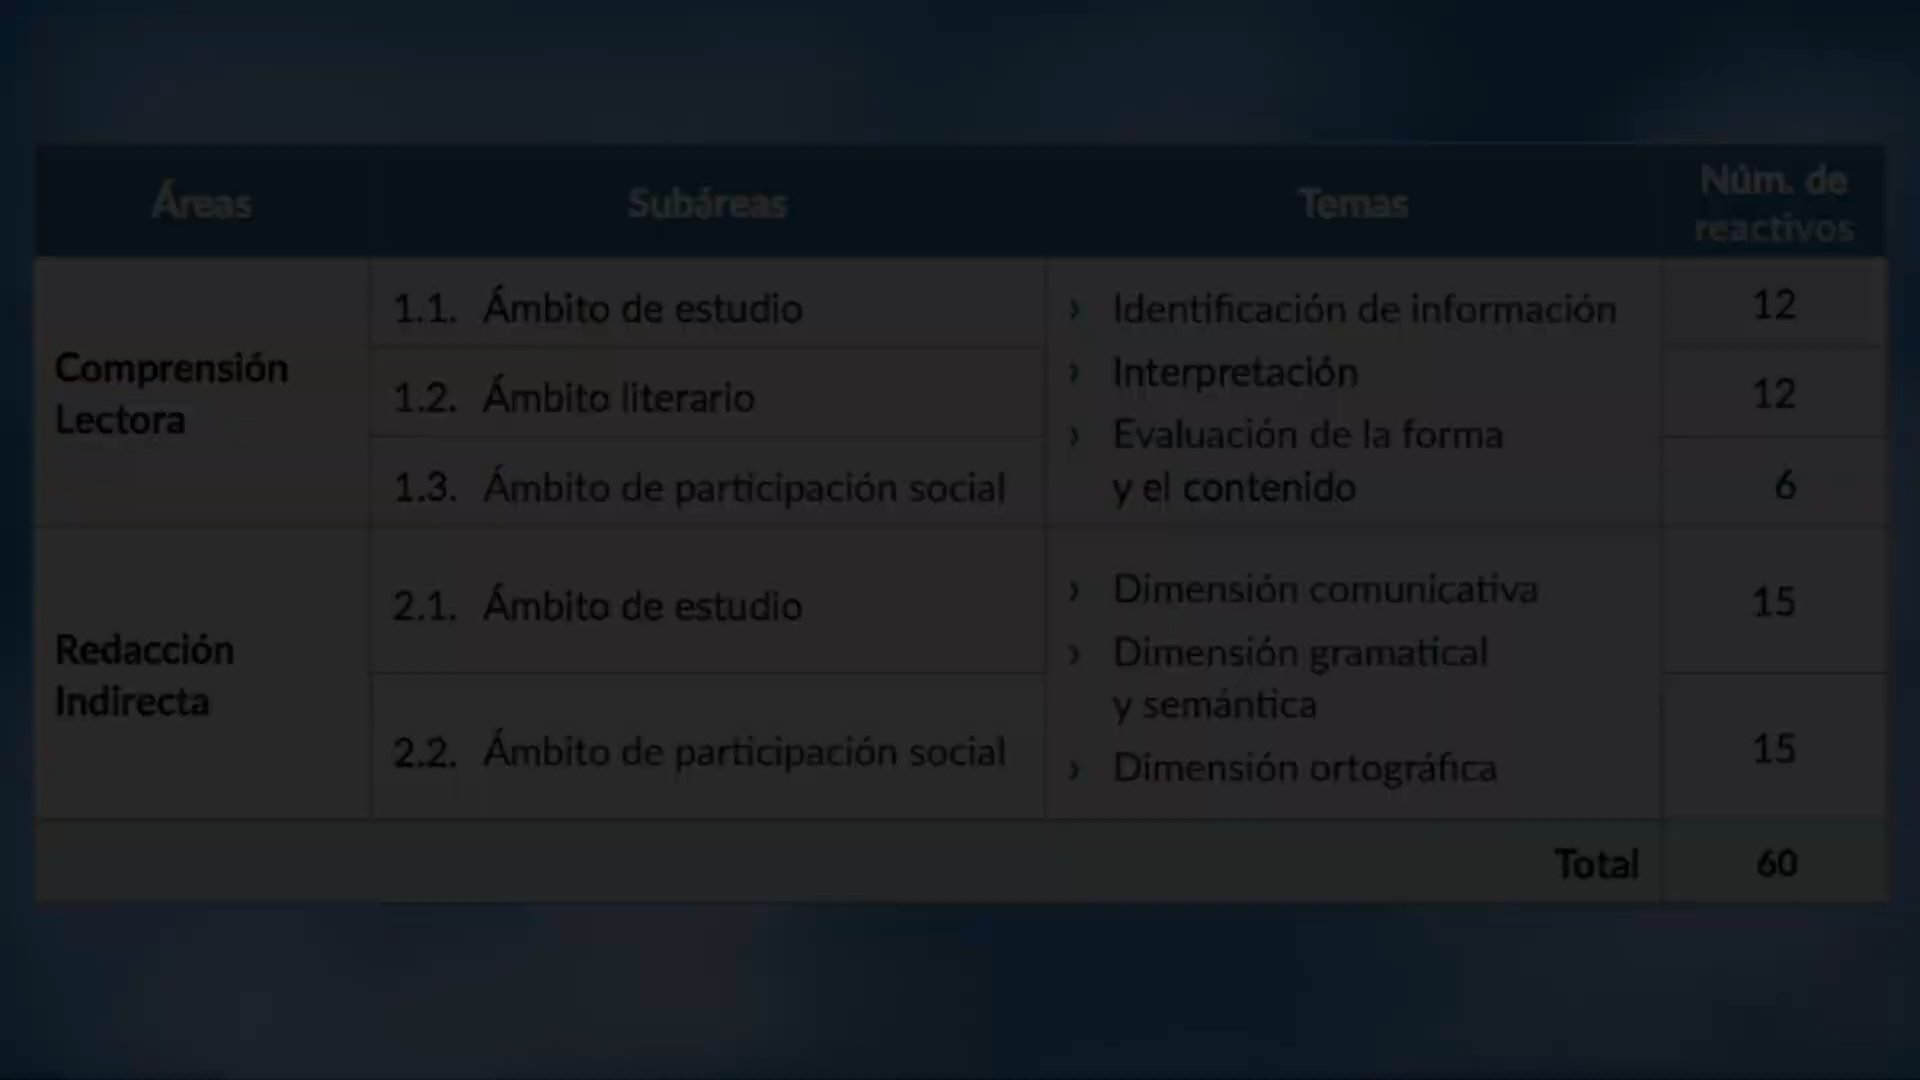 Áreas Subáreas Temas Núm. de
reactivos
Comprensión
Lectora
1.1. Ámbito de estudio
1.2. Ámbito literario
1.3. Ámbito de participación social
› Identificación de información
› Interpretación
› Evaluación de la forma
y el contenido
12
12
6
Redacción
Indirecta
2.1. Ámbito de estudio
2.2. Ámbito de participación social
› Dimensión comunicativa
› Dimensión gramatical
y semántica
› Dimensión ortográfica
15
15
Total 60